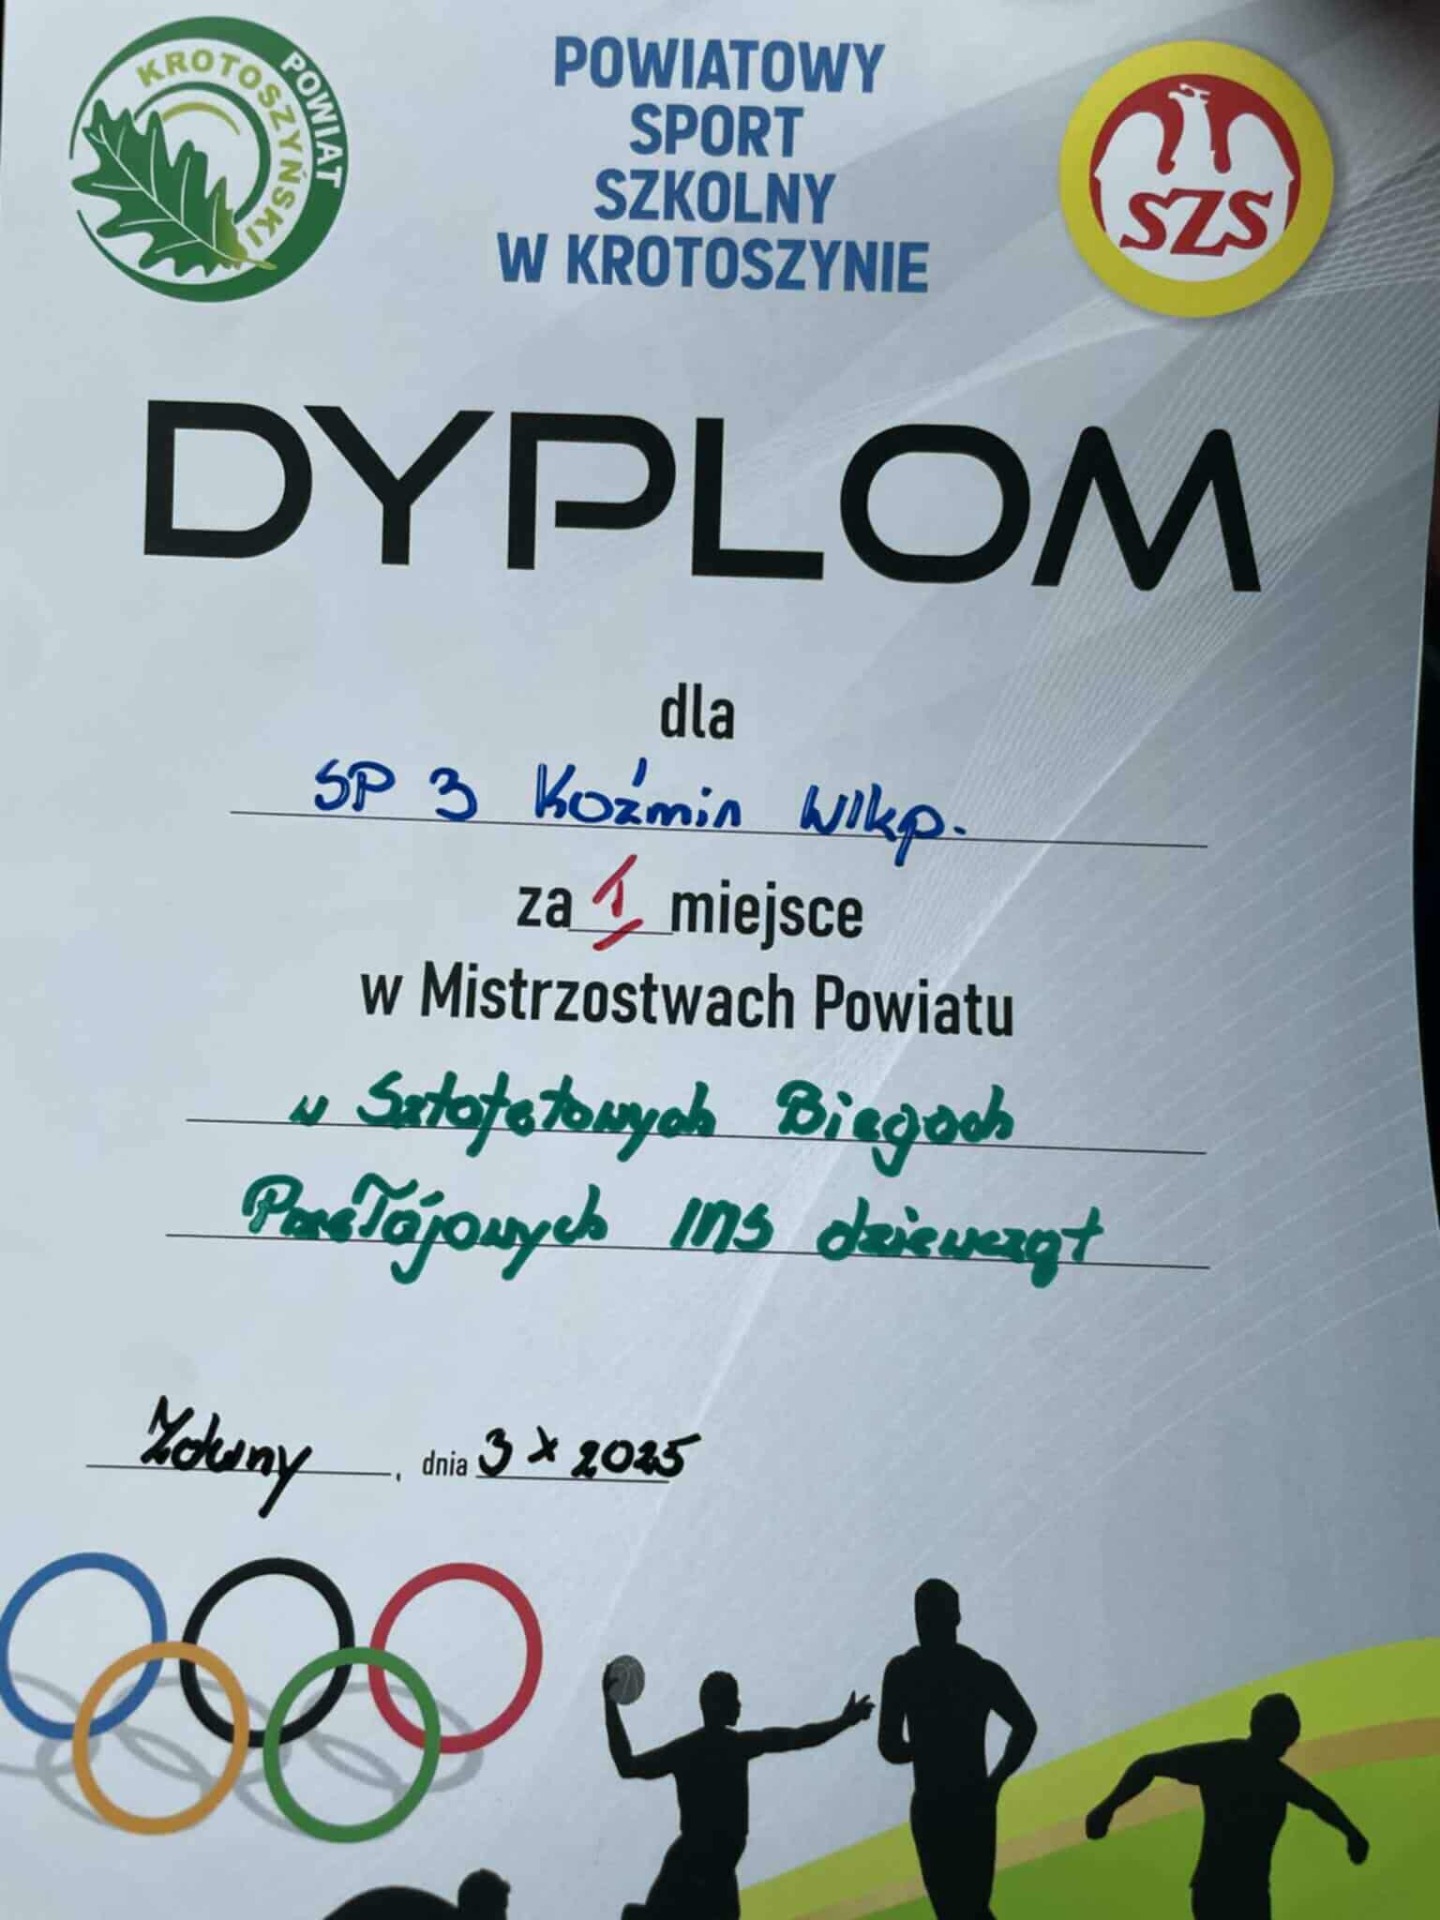 POWIAT
KROTOSZYŃSKI
POWIATOWY
SPORT
SZKOLNY
W KROTOSZYNIE
SZS
DYPLOM
dla
SP 3 Koźmin Wlkp.
za 1 miejsce
w Mistrzostwach Powiatu
w Sztafetowych Biegach
Przełajowych IMS dziewcząt
Zduny, dnia 3 X 2025